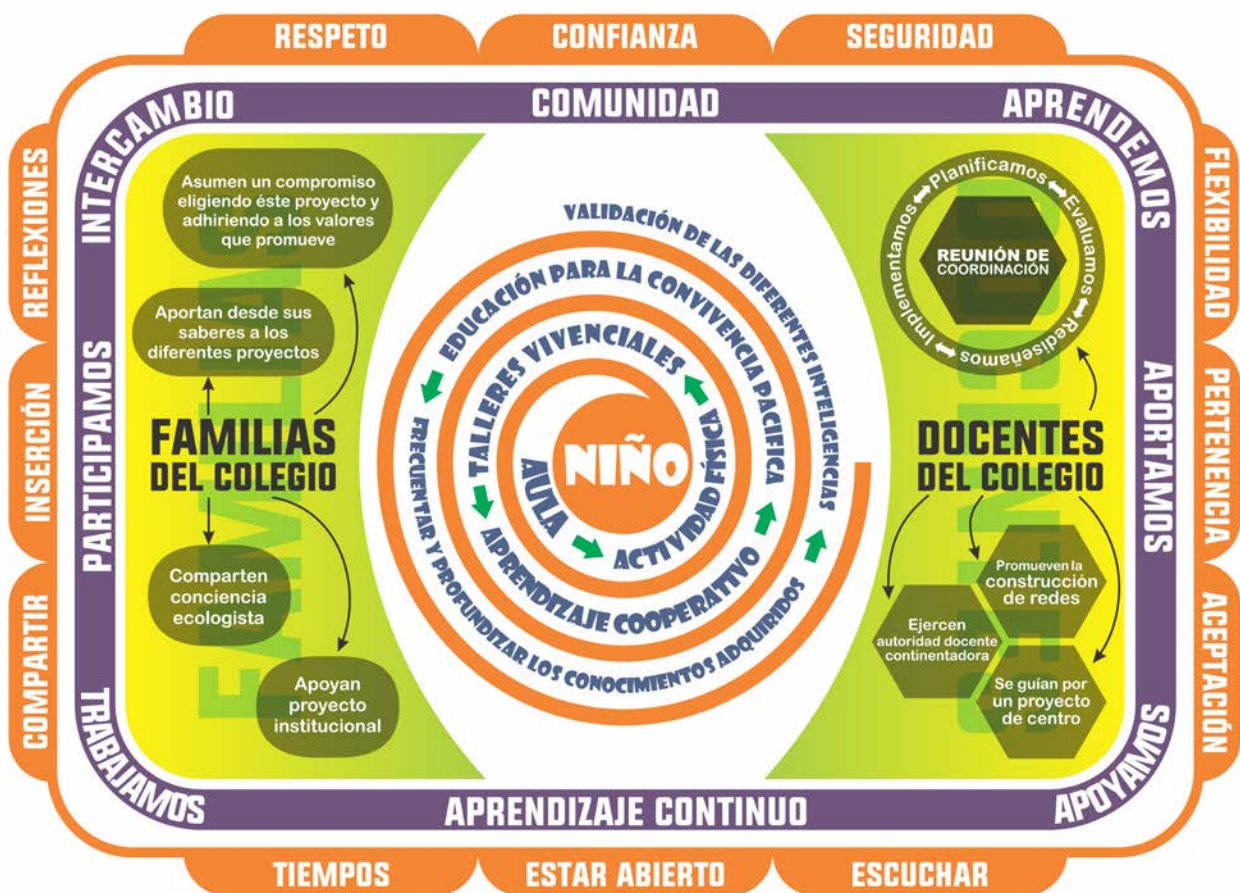 RESPETO
CONFIANZA
SEGURIDAD
INTERCAMBIO
COMUNIDAD
APRENDEMOS
REFLEXIONES
INSERCIÓN
COMPARTIR
PARTICIPAMOS
TRABAJAMOS
FAMILIAS
Asumen un compromiso
eligiendo éste proyecto y
adhiriendo a los valores
que promueve
Aportan desde sus
saberes a los
diferentes proyectos
FAMILIAS
DEL COLEGIO
Comparten
conciencia
ecologista
Apoyan
proyecto
institucional
VALIDACIÓN DE LAS DIFERENTES INTELIGENCIAS
EDUCACIÓN PARA LA CONVIVENCIA PACIFICA
FRECUENTAR Y PROFUNDIZAR LOS CONOCIMIENTOS ADQUIRIDOS
TALLERES VIVENCIALES
APRENDIZAJE COOPERATIVO
AULA
ACTIVIDAD FÍSICA
NIÑO
DOCENTES
Planificamos
Evaluamos
Rediseñamos
Implementamos
REUNIÓN DE
COORDINACIÓN
DOCENTES
DEL COLEGIO
Promueven la
construcción
de redes
Ejercen
autoridad docente
continentadora
Se guían por
un proyecto
de centro
APORTAMOS
APOYAMOS
FLEXIBILIDAD
PERTENENCIA
ACEPTACIÓN
APRENDIZAJE CONTINUO
TIEMPOS
ESTAR ABIERTO
ESCUCHAR